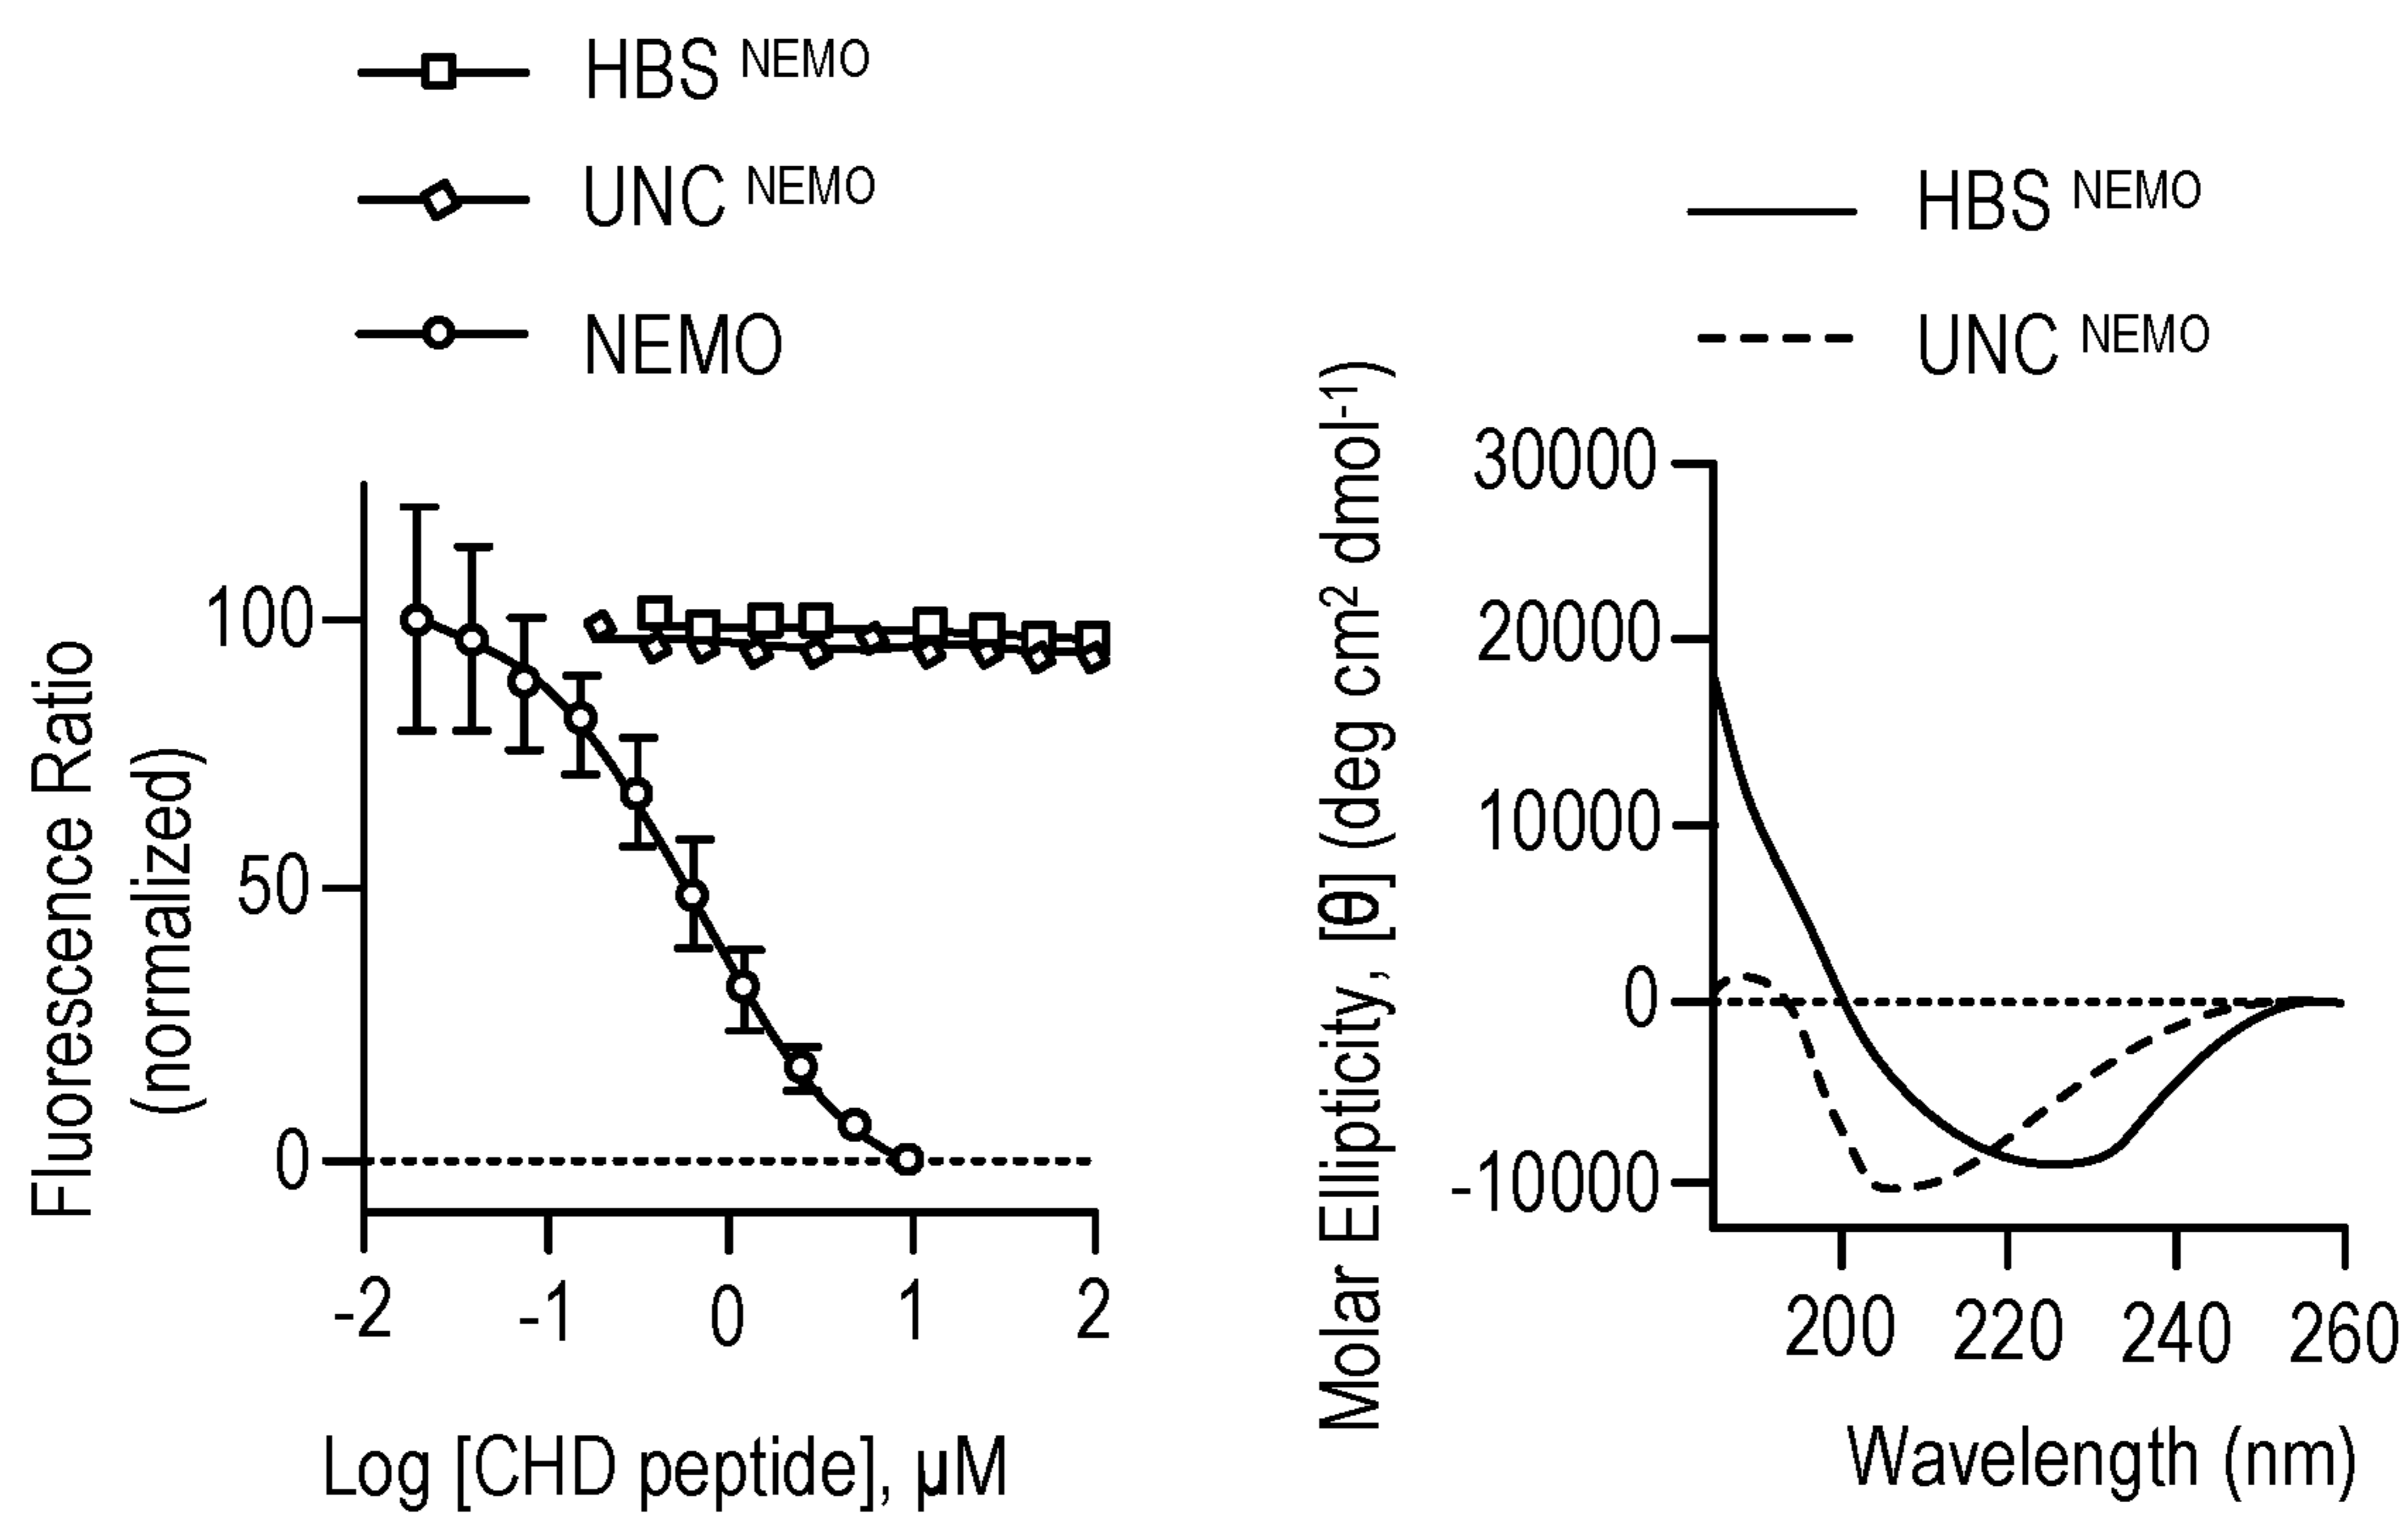 HBS NEMO
UNC NEMO
NEMO
Fluorescence Ratio
(normalized)
100
50
0
-2 -1 0 1 2
Log [CHD peptide], µM
HBS NEMO
UNC NEMO
Molar Ellipticity, [θ] (deg cm² dmol⁻¹)
30000
20000
10000
0
-10000
200 220 240 260
Wavelength (nm)